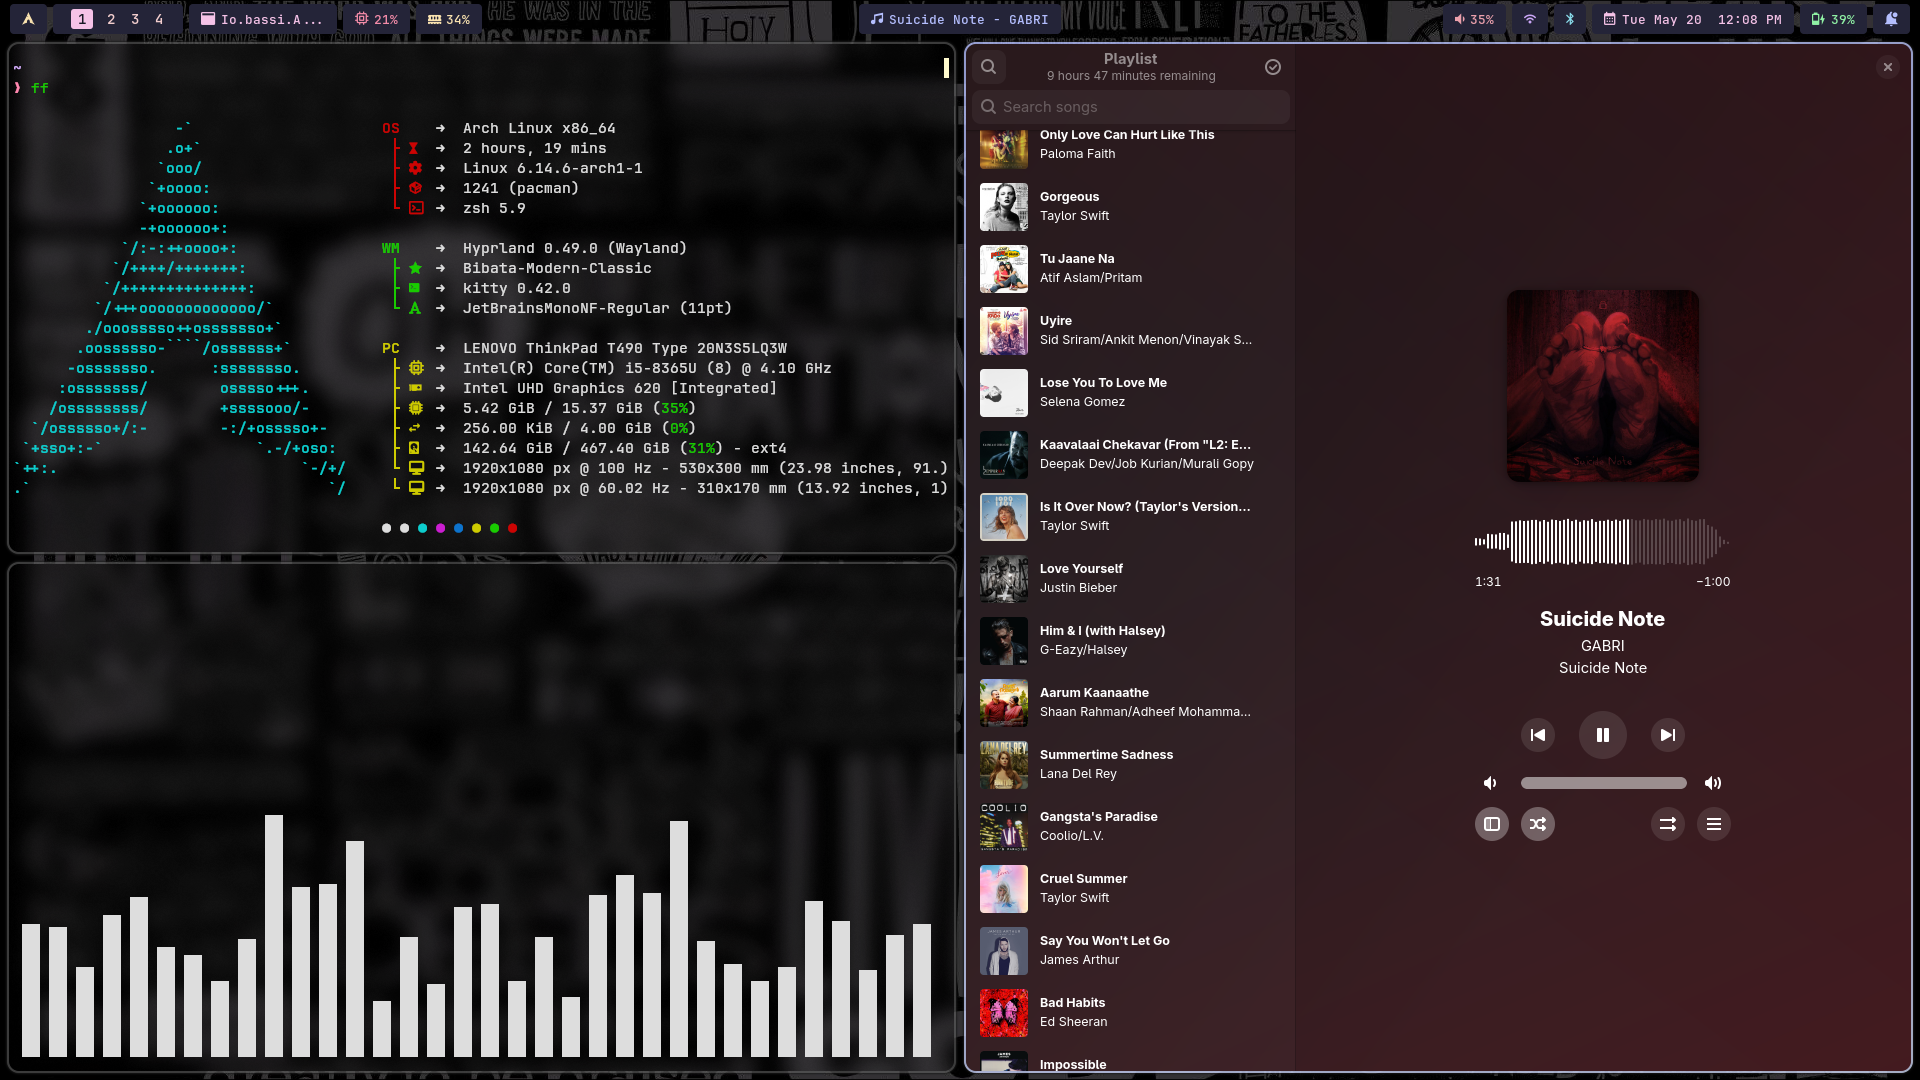 1 2 3 4
Io.bassi.A...
21%
34%
Suicide Note - GABRI
35%
Tue May 20 12:08 PM
39%
~
❱ ff
OS ➜ Arch Linux x86_64
➜ 2 hours, 19 mins
➜ Linux 6.14.6-arch1-1
➜ 1241 (pacman)
➜ zsh 5.9
WM ➜ Hyprland 0.49.0 (Wayland)
➜ Bibata-Modern-Classic
➜ kitty 0.42.0
➜ JetBrainsMonoNF-Regular (11pt)
PC ➜ LENOVO ThinkPad T490 Type 20N3S5LQ3W
➜ Intel(R) Core(TM) i5-8365U (8) @ 4.10 GHz
➜ Intel UHD Graphics 620 [Integrated]
➜ 5.42 GiB / 15.37 GiB (35%)
➜ 256.00 KiB / 4.00 GiB (0%)
➜ 142.64 GiB / 467.40 GiB (31%) - ext4
➜ 1920x1080 px @ 100 Hz - 530x300 mm (23.98 inches, 91.)
➜ 1920x1080 px @ 60.02 Hz - 310x170 mm (13.92 inches, 1)
Playlist
9 hours 47 minutes remaining
Search songs
Only Love Can Hurt Like This
Paloma Faith
Gorgeous
Taylor Swift
Tu Jaane Na
Atif Aslam/Pritam
Uyire
Sid Sriram/Ankit Menon/Vinayak S...
Lose You To Love Me
Selena Gomez
Kaavalaai Chekavar (From "L2: E...
Deepak Dev/Job Kurian/Murali Gopy
Is It Over Now? (Taylor's Version...
Taylor Swift
Love Yourself
Justin Bieber
Him & I (with Halsey)
G-Eazy/Halsey
Aarum Kaanaathe
Shaan Rahman/Adheef Mohamma...
Summertime Sadness
Lana Del Rey
Gangsta's Paradise
Coolio/L.V.
Cruel Summer
Taylor Swift
Say You Won't Let Go
James Arthur
Bad Habits
Ed Sheeran
Impossible
Suicide Note
1:31
−1:00
Suicide Note
GABRI
Suicide Note